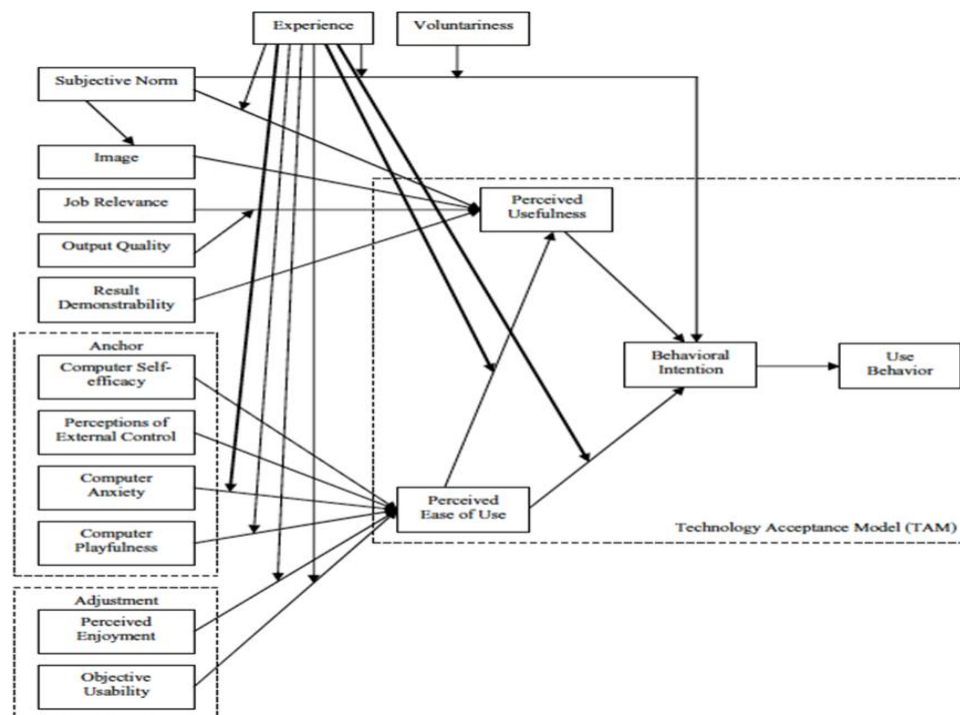 Experience
Voluntariness
Subjective Norm
Image
Job Relevance
Output Quality
Result
Demonstrability
Perceived
Usefulness
Anchor
Computer Self-
efficacy
Perceptions of
External Control
Computer
Anxiety
Computer
Playfulness
Behavioral
Intention
Use
Behavior
Perceived
Ease of Use
Technology Acceptance Model (TAM)
Adjustment
Perceived
Enjoyment
Objective
Usability